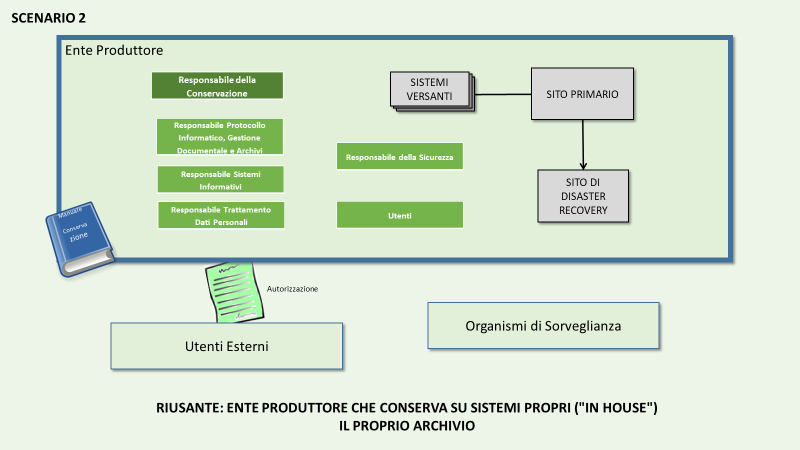 SCENARIO 2
Ente Produttore
Responsabile della
Conservazione
Responsabile Protocollo
Informatico, Gestione
Documentale e Archivi
Responsabile Sistemi
Informativi
Responsabile Trattamento
Dati Personali
Responsabile della Sicurezza
Utenti
SISTEMI
VERSANTI
SITO PRIMARIO
SITO DI
DISASTER
RECOVERY
Manuale
Conserva
zione
Autorizzazione
Utenti Esterni
Organismi di Sorveglianza
RIUSANTE: ENTE PRODUTTORE CHE CONSERVA SU SISTEMI PROPRI ("IN HOUSE")
IL PROPRIO ARCHIVIO